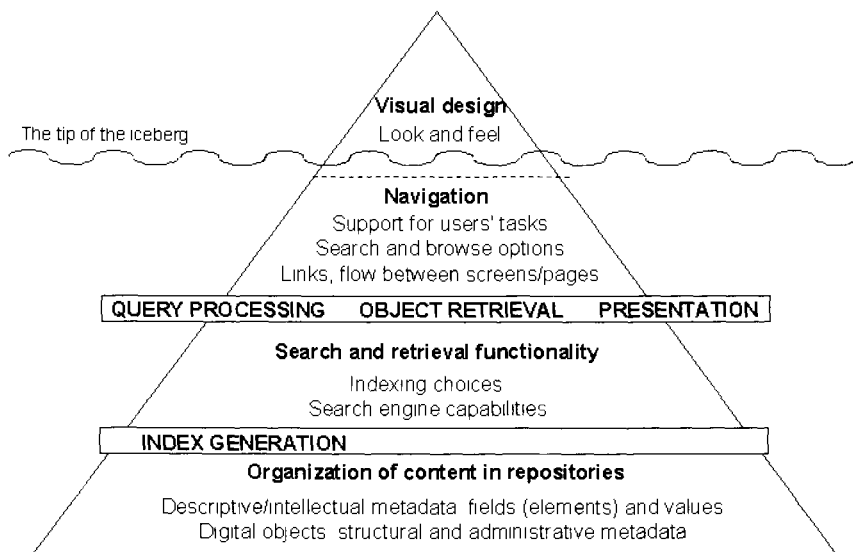 Visual design
The tip of the iceberg
Look and feel
Navigation
Support for users' tasks
Search and browse options
Links, flow between screens/pages
QUERY PROCESSING OBJECT RETRIEVAL PRESENTATION
Search and retrieval functionality
Indexing choices
Search engine capabilities
INDEX GENERATION
Organization of content in repositories
Descriptive/intellectual metadata fields (elements) and values
Digital objects structural and administrative metadata